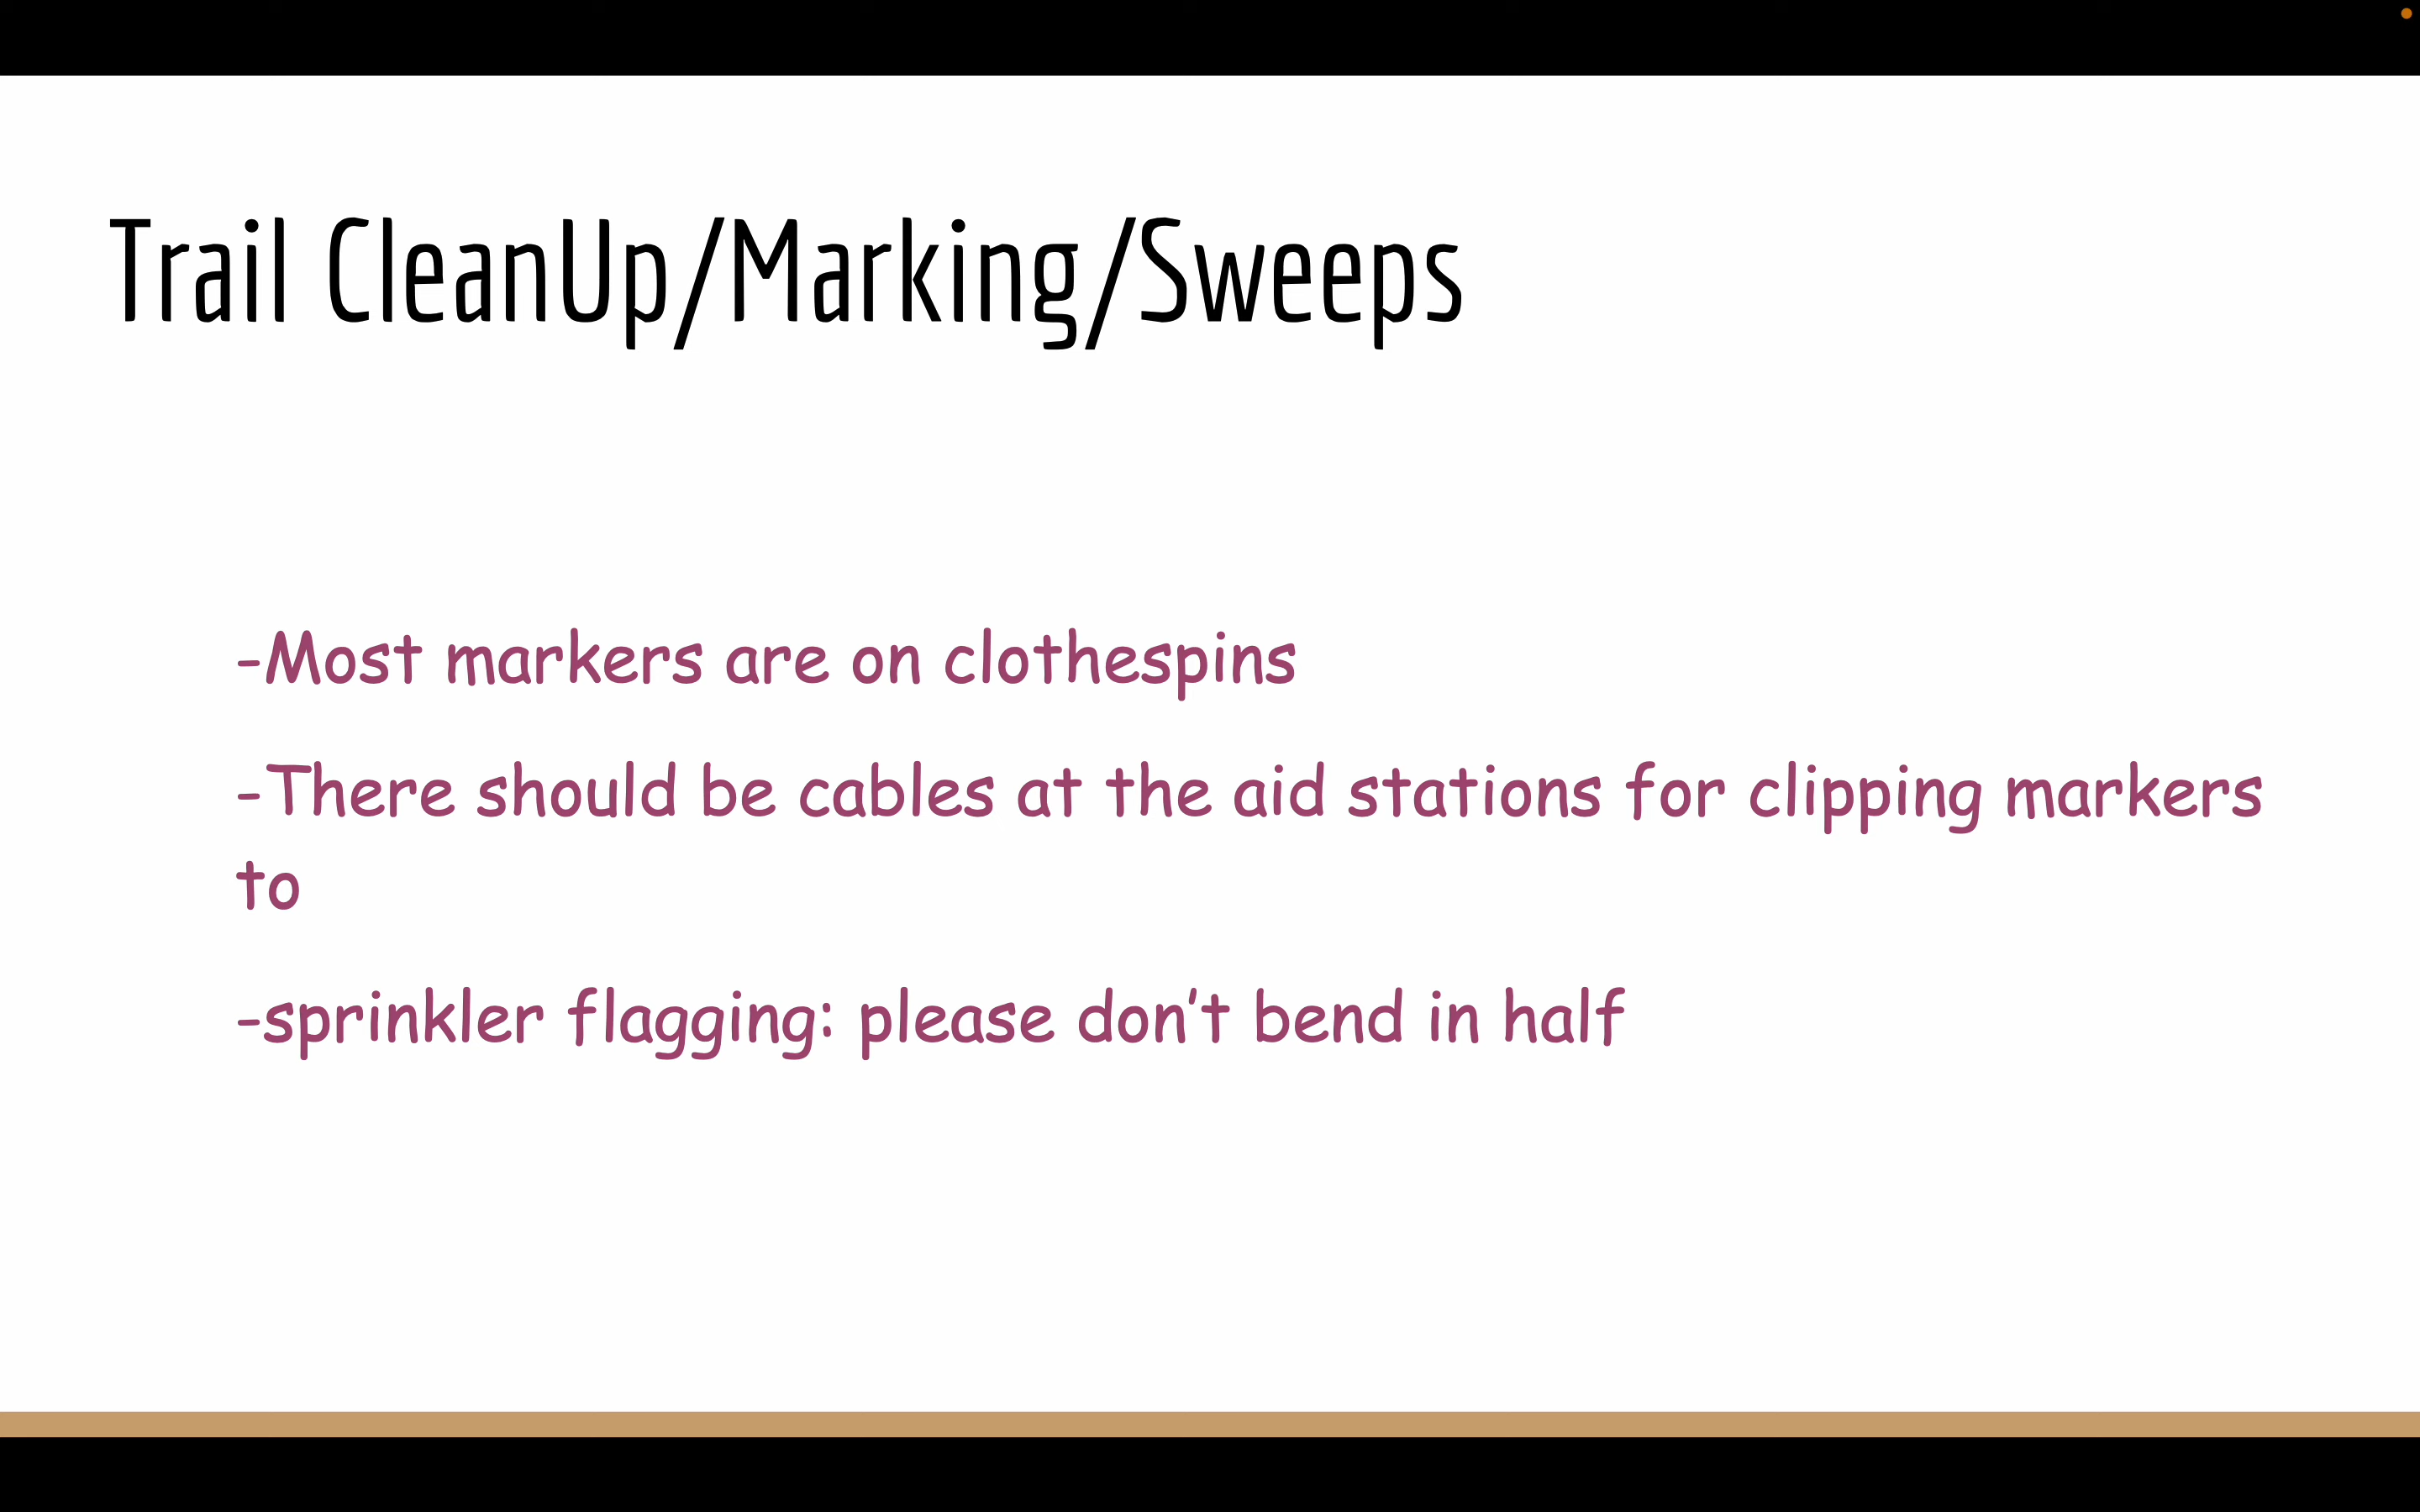 Trail CleanUp/Marking/Sweeps
-Most markers are on clothespins
-There should be cables at the aid stations for clipping markers
to
-sprinkler flagging: please don't bend in half